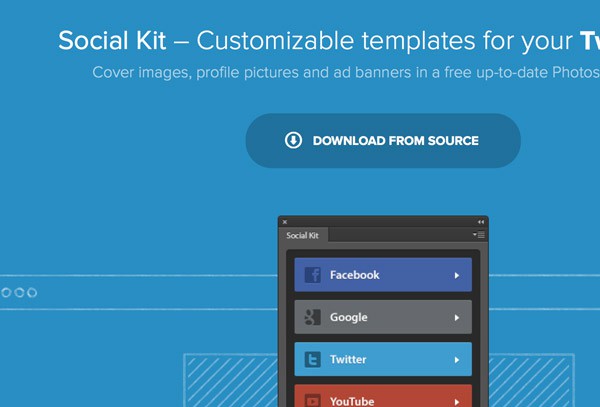 Social Kit – Customizable templates for your Tw
Cover images, profile pictures and ad banners in a free up-to-date Photos
DOWNLOAD FROM SOURCE
Social Kit
Facebook
Google
Twitter
YouTube